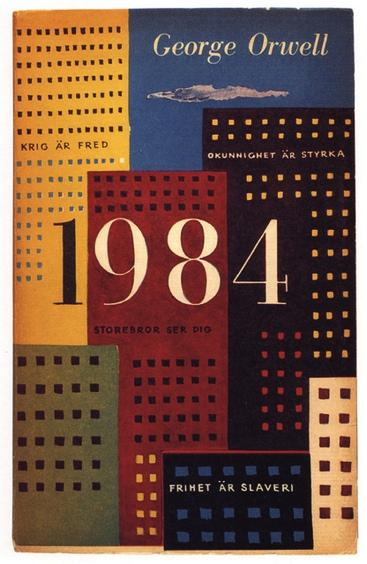 George Orwell
KRIG ÄR FRED
OKUNNIGHET ÄR STYRKA
1984
STOREBROR SER DIG
FRIHET ÄR SLAVERI